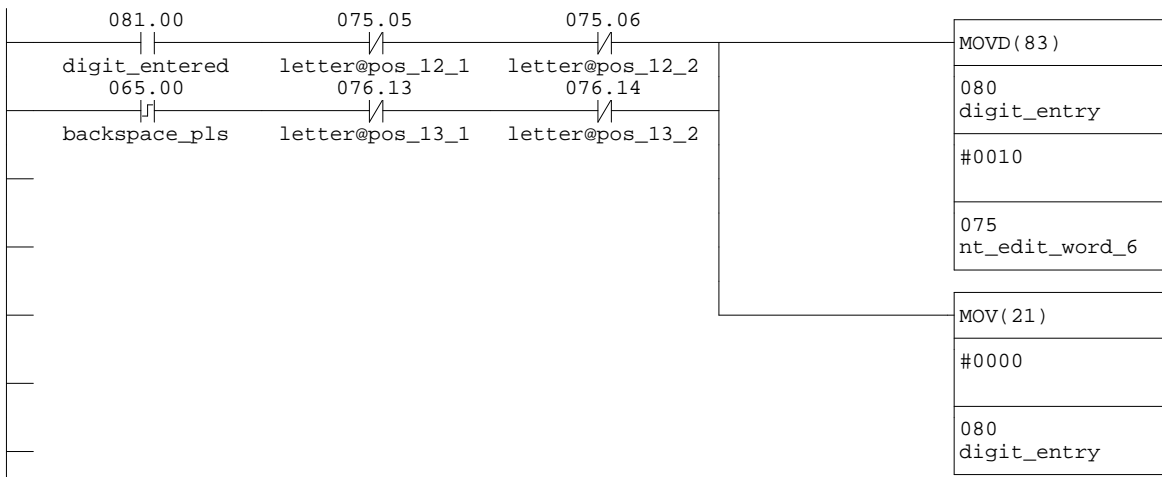 081.00 075.05 075.06
digit_entered letter@pos_12_1 letter@pos_12_2
065.00 076.13 076.14
backspace_pls letter@pos_13_1 letter@pos_13_2
MOVD(83)
080
digit_entry
#0010
075
nt_edit_word_6
MOV(21)
#0000
080
digit_entry